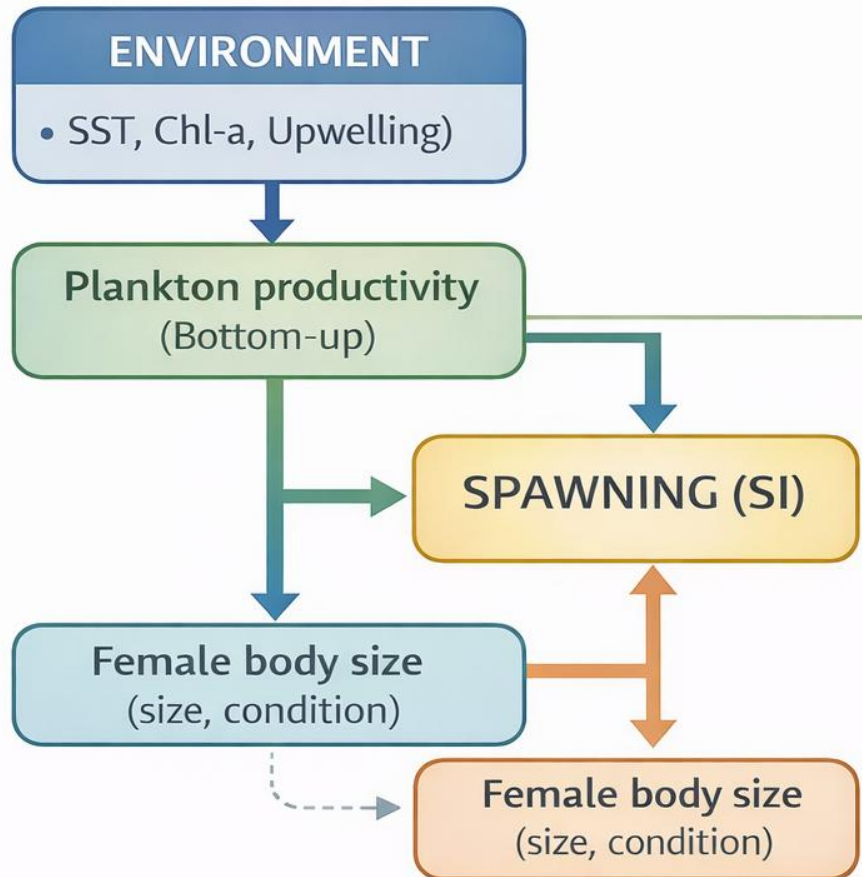 ENVIRONMENT
• SST, Chl-a, Upwelling)
Plankton productivity
(Bottom-up)
SPAWNING (SI)
Female body size
(size, condition)
Female body size
(size, condition)